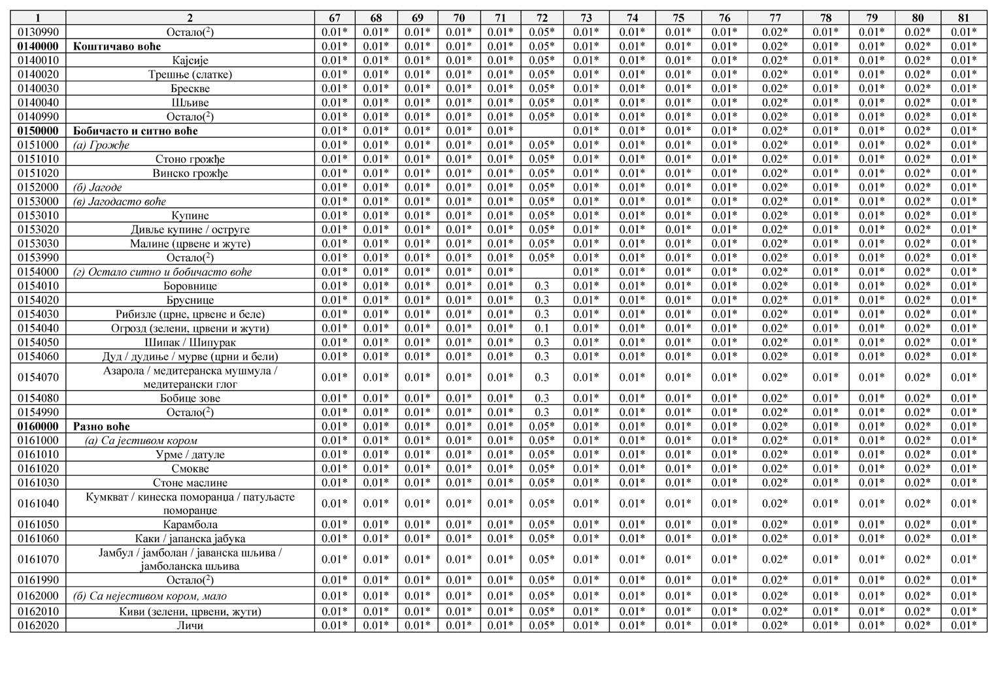 1 2 67 68 69 70 71 72 73 74 75 76 77 78 79 80 81
0130990 Остало(²) 0.01* 0.01* 0.01* 0.01* 0.01* 0.05* 0.01* 0.01* 0.01* 0.01* 0.02* 0.01* 0.01* 0.02* 0.01*
0140000 Коштичаво воће 0.01* 0.01* 0.01* 0.01* 0.01* 0.05* 0.01* 0.01* 0.01* 0.01* 0.02* 0.01* 0.01* 0.02* 0.01*
0140010 Кајсије 0.01* 0.01* 0.01* 0.01* 0.01* 0.05* 0.01* 0.01* 0.01* 0.01* 0.02* 0.01* 0.01* 0.02* 0.01*
0140020 Трешње (слатке) 0.01* 0.01* 0.01* 0.01* 0.01* 0.05* 0.01* 0.01* 0.01* 0.01* 0.02* 0.01* 0.01* 0.02* 0.01*
0140030 Брескве 0.01* 0.01* 0.01* 0.01* 0.01* 0.05* 0.01* 0.01* 0.01* 0.01* 0.02* 0.01* 0.01* 0.02* 0.01*
0140040 Шљиве 0.01* 0.01* 0.01* 0.01* 0.01* 0.05* 0.01* 0.01* 0.01* 0.01* 0.02* 0.01* 0.01* 0.02* 0.01*
0140990 Остало(²) 0.01* 0.01* 0.01* 0.01* 0.01* 0.05* 0.01* 0.01* 0.01* 0.01* 0.02* 0.01* 0.01* 0.02* 0.01*
0150000 Бобичасто и ситно воће 0.01* 0.01* 0.01* 0.01* 0.01* 0.01* 0.01* 0.01* 0.01* 0.02* 0.01* 0.01* 0.02* 0.01*
0151000 (а) Грожђе 0.01* 0.01* 0.01* 0.01* 0.01* 0.05* 0.01* 0.01* 0.01* 0.01* 0.02* 0.01* 0.01* 0.02* 0.01*
0151010 Стоно грожђе 0.01* 0.01* 0.01* 0.01* 0.01* 0.05* 0.01* 0.01* 0.01* 0.01* 0.02* 0.01* 0.01* 0.02* 0.01*
0151020 Винско грожђе 0.01* 0.01* 0.01* 0.01* 0.01* 0.05* 0.01* 0.01* 0.01* 0.01* 0.02* 0.01* 0.01* 0.02* 0.01*
0152000 (б) Јагоде 0.01* 0.01* 0.01* 0.01* 0.01* 0.05* 0.01* 0.01* 0.01* 0.01* 0.02* 0.01* 0.01* 0.02* 0.01*
0153000 (в) Јагодасто воће 0.01* 0.01* 0.01* 0.01* 0.01* 0.05* 0.01* 0.01* 0.01* 0.01* 0.02* 0.01* 0.01* 0.02* 0.01*
0153010 Купине 0.01* 0.01* 0.01* 0.01* 0.01* 0.05* 0.01* 0.01* 0.01* 0.01* 0.02* 0.01* 0.01* 0.02* 0.01*
0153020 Дивље купине / оструге 0.01* 0.01* 0.01* 0.01* 0.01* 0.05* 0.01* 0.01* 0.01* 0.01* 0.02* 0.01* 0.01* 0.02* 0.01*
0153030 Малине (црвене и жуте) 0.01* 0.01* 0.01* 0.01* 0.01* 0.05* 0.01* 0.01* 0.01* 0.01* 0.02* 0.01* 0.01* 0.02* 0.01*
0153990 Остало(²) 0.01* 0.01* 0.01* 0.01* 0.01* 0.05* 0.01* 0.01* 0.01* 0.01* 0.02* 0.01* 0.01* 0.02* 0.01*
0154000 (г) Остало ситно и бобичасто воће 0.01* 0.01* 0.01* 0.01* 0.01* 0.01* 0.01* 0.01* 0.01* 0.02* 0.01* 0.01* 0.02* 0.01*
0154010 Боровнице 0.01* 0.01* 0.01* 0.01* 0.01* 0.3 0.01* 0.01* 0.01* 0.01* 0.02* 0.01* 0.01* 0.02* 0.01*
0154020 Бруснице 0.01* 0.01* 0.01* 0.01* 0.01* 0.3 0.01* 0.01* 0.01* 0.01* 0.02* 0.01* 0.01* 0.02* 0.01*
0154030 Рибизле (црне, црвене и беле) 0.01* 0.01* 0.01* 0.01* 0.01* 0.3 0.01* 0.01* 0.01* 0.01* 0.02* 0.01* 0.01* 0.02* 0.01*
0154040 Огрозд (зелени, црвени и жути) 0.01* 0.01* 0.01* 0.01* 0.01* 0.1 0.01* 0.01* 0.01* 0.01* 0.02* 0.01* 0.01* 0.02* 0.01*
0154050 Шипак / Шипурак 0.01* 0.01* 0.01* 0.01* 0.01* 0.3 0.01* 0.01* 0.01* 0.01* 0.02* 0.01* 0.01* 0.02* 0.01*
0154060 Дуд / дудиње / мурве (црни и бели) 0.01* 0.01* 0.01* 0.01* 0.01* 0.3 0.01* 0.01* 0.01* 0.01* 0.02* 0.01* 0.01* 0.02* 0.01*
Азарола / медитеранска мушмула /
0154070 медитерански глог 0.01* 0.01* 0.01* 0.01* 0.01* 0.3 0.01* 0.01* 0.01* 0.01* 0.02* 0.01* 0.01* 0.02* 0.01*
0154080 Бобице зове 0.01* 0.01* 0.01* 0.01* 0.01* 0.3 0.01* 0.01* 0.01* 0.01* 0.02* 0.01* 0.01* 0.02* 0.01*
0154990 Остало(²) 0.01* 0.01* 0.01* 0.01* 0.01* 0.3 0.01* 0.01* 0.01* 0.01* 0.02* 0.01* 0.01* 0.02* 0.01*
0160000 Разно воће 0.01* 0.01* 0.01* 0.01* 0.01* 0.05* 0.01* 0.01* 0.01* 0.01* 0.02* 0.01* 0.01* 0.02* 0.01*
0161000 (а) Са јестивом кором 0.01* 0.01* 0.01* 0.01* 0.01* 0.05* 0.01* 0.01* 0.01* 0.01* 0.02* 0.01* 0.01* 0.02* 0.01*
0161010 Урме / датуле 0.01* 0.01* 0.01* 0.01* 0.01* 0.05* 0.01* 0.01* 0.01* 0.01* 0.02* 0.01* 0.01* 0.02* 0.01*
0161020 Смокве 0.01* 0.01* 0.01* 0.01* 0.01* 0.05* 0.01* 0.01* 0.01* 0.01* 0.02* 0.01* 0.01* 0.02* 0.01*
0161030 Стоне маслине 0.01* 0.01* 0.01* 0.01* 0.01* 0.05* 0.01* 0.01* 0.01* 0.01* 0.02* 0.01* 0.01* 0.02* 0.01*
Кумкват / кинеска поморанџа / патуљасте
0161040 поморанџе 0.01* 0.01* 0.01* 0.01* 0.01* 0.05* 0.01* 0.01* 0.01* 0.01* 0.02* 0.01* 0.01* 0.02* 0.01*
0161050 Карамбола 0.01* 0.01* 0.01* 0.01* 0.01* 0.05* 0.01* 0.01* 0.01* 0.01* 0.02* 0.01* 0.01* 0.02* 0.01*
0161060 Каки / јапанска јабука 0.01* 0.01* 0.01* 0.01* 0.01* 0.05* 0.01* 0.01* 0.01* 0.01* 0.02* 0.01* 0.01* 0.02* 0.01*
Јамбул / јамболан / јаванска шљива /
0161070 јамболанска шљива 0.01* 0.01* 0.01* 0.01* 0.01* 0.05* 0.01* 0.01* 0.01* 0.01* 0.02* 0.01* 0.01* 0.02* 0.01*
0161990 Остало(²) 0.01* 0.01* 0.01* 0.01* 0.01* 0.05* 0.01* 0.01* 0.01* 0.01* 0.02* 0.01* 0.01* 0.02* 0.01*
0162000 (б) Са нејестивом кором, мало 0.01* 0.01* 0.01* 0.01* 0.01* 0.05* 0.01* 0.01* 0.01* 0.01* 0.02* 0.01* 0.01* 0.02* 0.01*
0162010 Киви (зелени, црвени, жути) 0.01* 0.01* 0.01* 0.01* 0.01* 0.05* 0.01* 0.01* 0.01* 0.01* 0.02* 0.01* 0.01* 0.02* 0.01*
0162020 Личи 0.01* 0.01* 0.01* 0.01* 0.01* 0.05* 0.01* 0.01* 0.01* 0.01* 0.02* 0.01* 0.01* 0.02* 0.01*